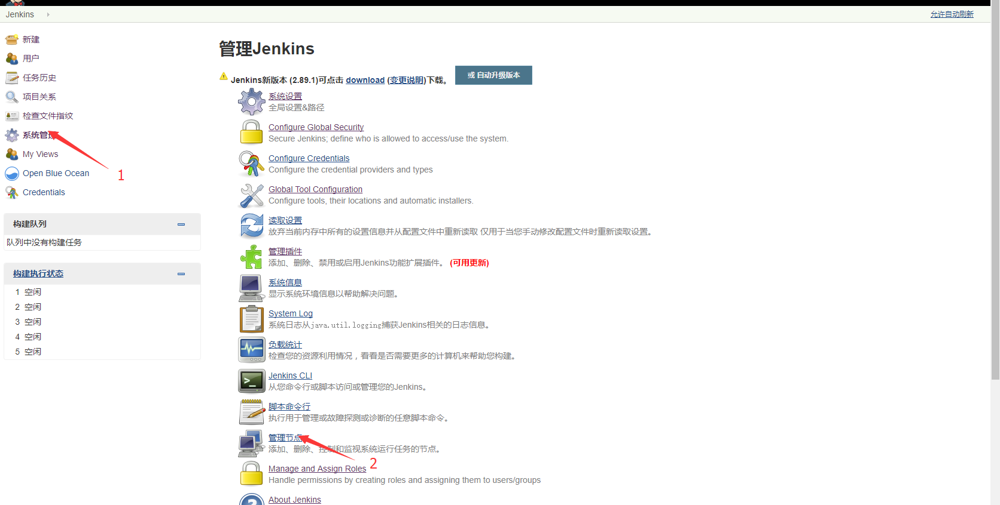 Jenkins
允许自动刷新
新建
用户
任务历史
项目关系
检查文件指纹
系统管理
My Views
Open Blue Ocean
Credentials
1
构建队列
队列中没有构建任务
构建执行状态
1 空闲
2 空闲
3 空闲
4 空闲
5 空闲
管理Jenkins
Jenkins新版本 (2.89.1)可点击 download (变更说明)下载。
或 自动升级版本
系统设置
全局设置&路径
Configure Global Security
Secure Jenkins; define who is allowed to access/use the system.
Configure Credentials
Configure the credential providers and types
Global Tool Configuration
Configure tools, their locations and automatic installers.
读取设置
放弃当前内存中所有的设置信息并从配置文件中重新读取 仅用于当您手动修改配置文件时重新读取设置。
管理插件
添加、删除、禁用或启用Jenkins功能扩展插件。 (可用更新)
系统信息
显示系统环境信息以帮助解决问题。
System Log
系统日志从java.util.logging捕获Jenkins相关的日志信息。
负载统计
检查您的资源利用情况，看看是否需要更多的计算机来帮助您构建。
Jenkins CLI
从您命令行或脚本访问或管理您的Jenkins。
脚本命令行
执行用于管理或故障探测或诊断的任意脚本命令。
管理节点
添加、删除、控制和监视系统运行任务的节点。
2
Manage and Assign Roles
Handle permissions by creating roles and assigning them to users/groups
About Jenkins